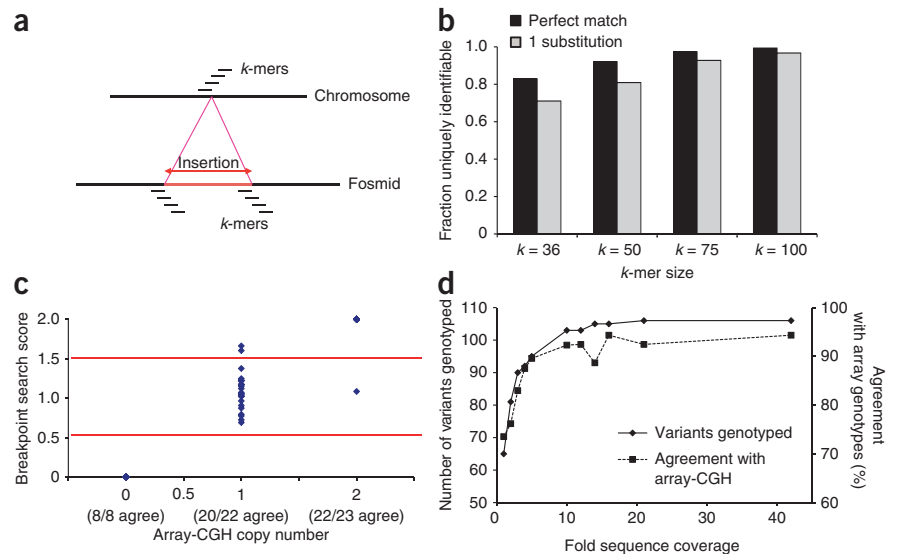 a
k-mers
Chromosome
Insertion
Fosmid
k-mers
b
Perfect match
1 substitution
Fraction uniquely identifiable
1.0
0.8
0.6
0.4
0.2
0
k = 36
k = 50
k = 75
k = 100
k-mer size
c
Breakpoint search score
2.0
1.5
1.0
0.5
0
0
0.5
1
2
(8/8 agree)
(20/22 agree)
(22/23 agree)
Array-CGH copy number
d
Number of variants genotyped
110
100
90
80
70
60
50
100
90
80
70
60
Agreement
with array genotypes (%)
Variants genotyped
Agreement with
array-CGH
0
10
20
30
40
Fold sequence coverage